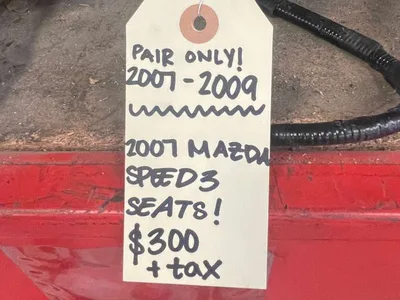 PAIR ONLY!
2007-2009
2007 MAZDA
SPEED3
SEATS!
$300
+ tax